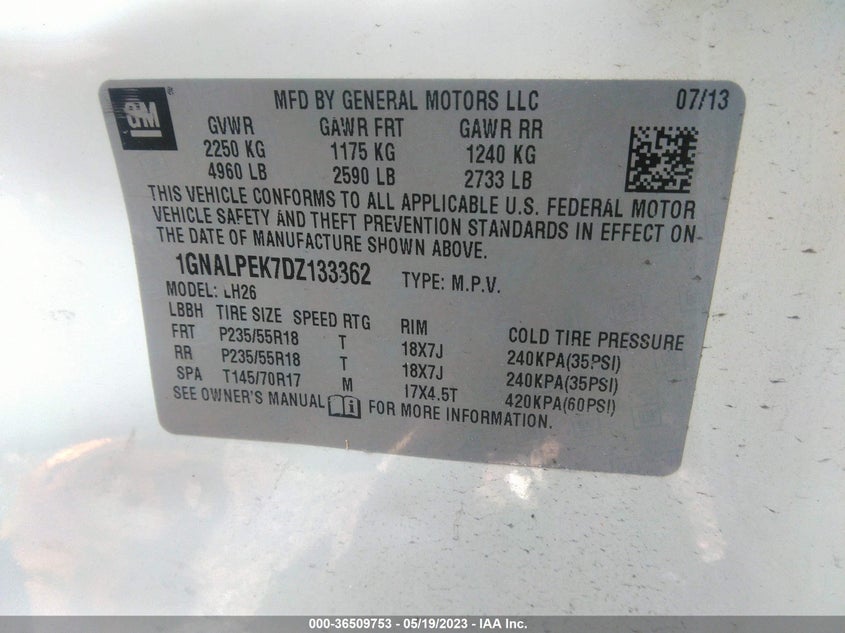 GM ® MFD BY GENERAL MOTORS LLC 07/13
GVWR GAWR FRT GAWR RR
2250 KG 1175 KG 1240 KG
4960 LB 2590 LB 2733 LB
THIS VEHICLE CONFORMS TO ALL APPLICABLE U.S. FEDERAL MOTOR
VEHICLE SAFETY AND THEFT PREVENTION STANDARDS IN EFFECT ON
THE DATE OF MANUFACTURE SHOWN ABOVE.
1GNALPEK7DZ133362 TYPE: M.P.V.
MODEL: LH26
LBBH TIRE SIZE SPEED RTG RIM COLD TIRE PRESSURE
FRT P235/55R18 T 18X7J 240KPA(35PSI)
RR P235/55R18 T 18X7J 240KPA(35PSI)
SPA T145/70R17 M 17X4.5T 420KPA(60PSI)
SEE OWNER'S MANUAL i FOR MORE INFORMATION.
000-36509753 - 05/19/2023 - IAA Inc.